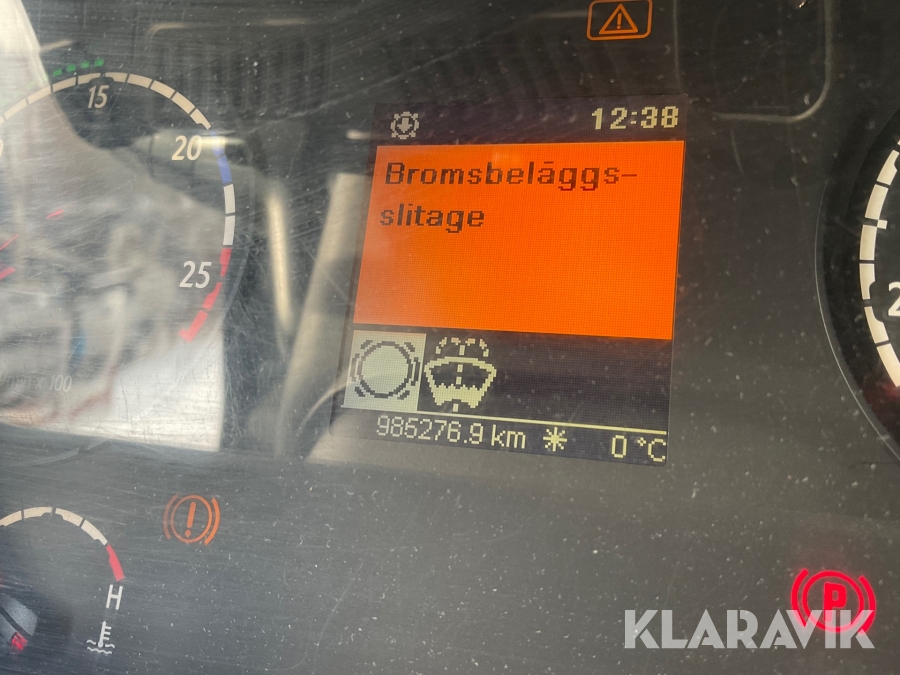 15
20
25
12:38
Bromsbeläggs-
slitage
985276.9 km
0 °C
H
P
KLARAVIK